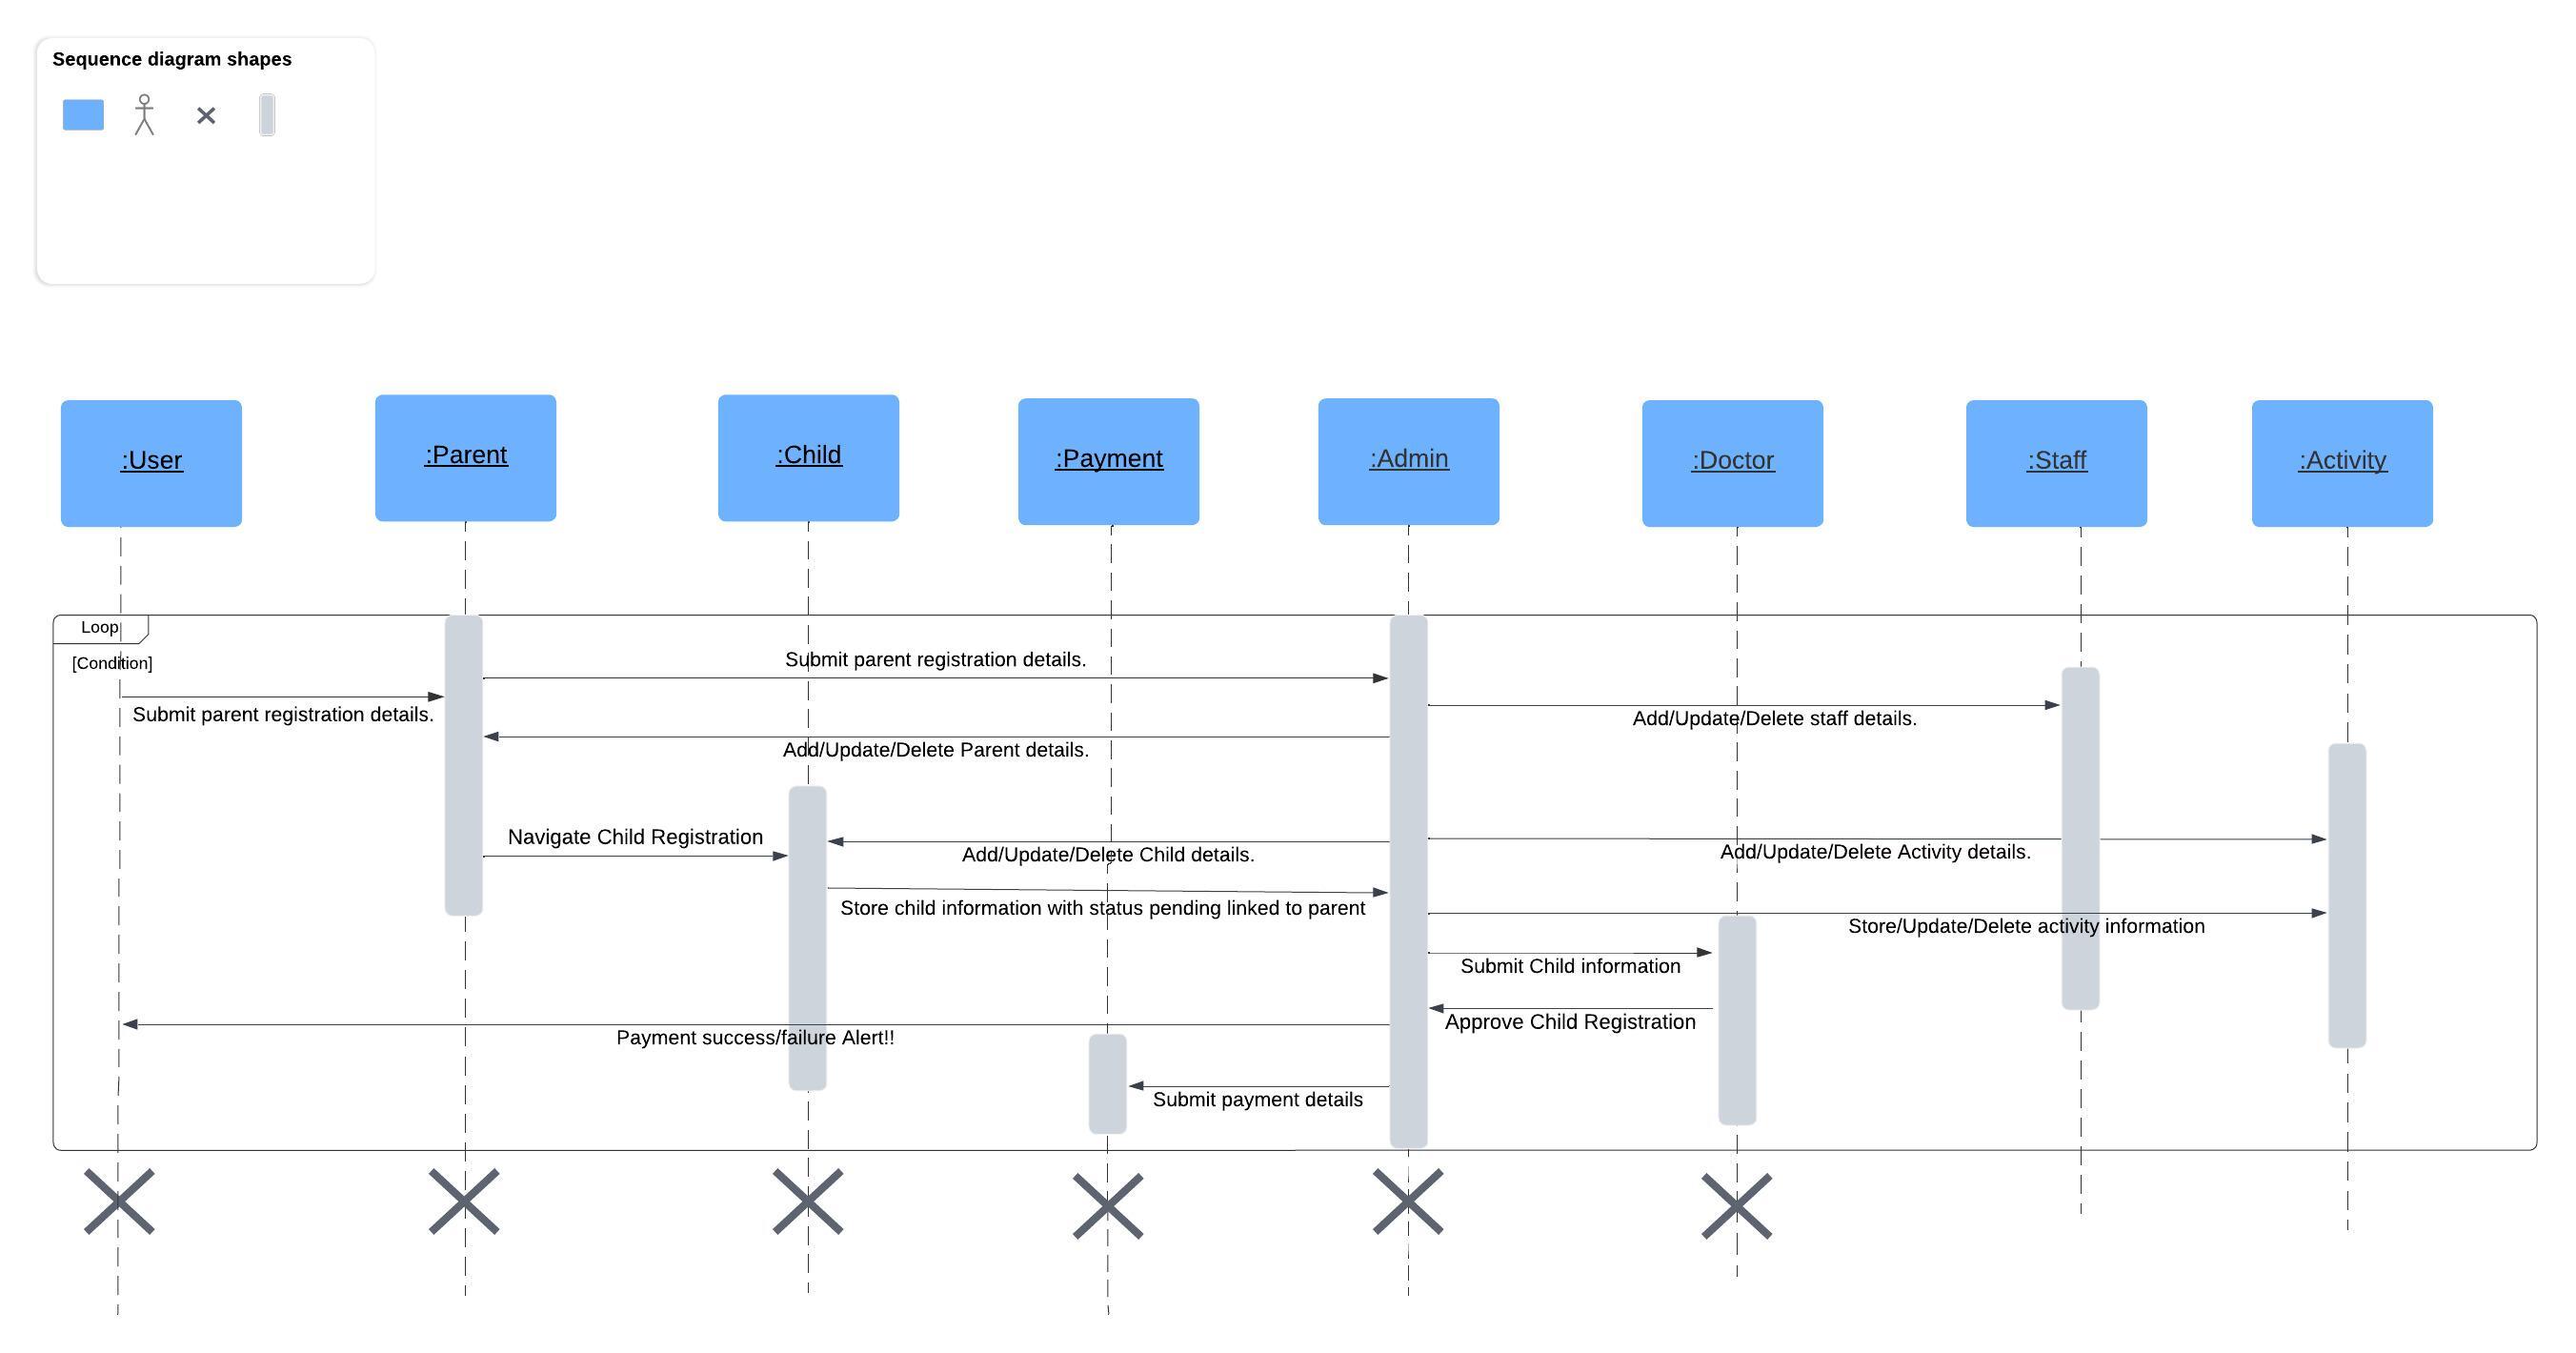 Sequence diagram shapes
:User
:Parent
:Child
:Payment
:Admin
:Doctor
:Staff
:Activity
Loop
[Condition]
Submit parent registration details.
Submit parent registration details.
Add/Update/Delete staff details.
Add/Update/Delete Parent details.
Navigate Child Registration
Add/Update/Delete Child details.
Add/Update/Delete Activity details.
Store child information with status pending linked to parent
Store/Update/Delete activity information
Submit Child information
Approve Child Registration
Payment success/failure Alert!!
Submit payment details